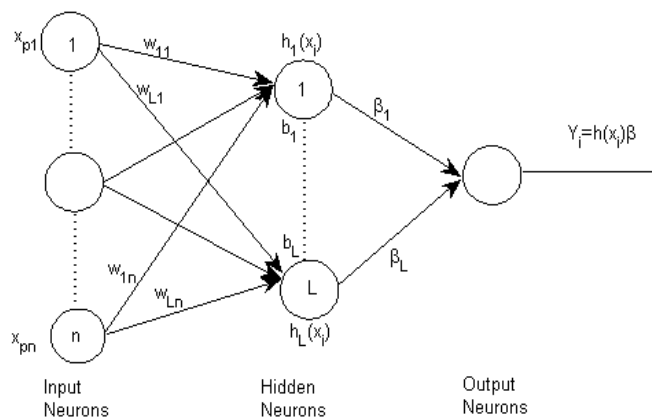 x_p1
1
w_11
w_L1
h_1(x_i)
1
b_1
β_1
Y_i=h(x_i)β
b_L
β_L
w_1n
w_Ln
L
h_L(x_i)
x_pn
n
Input
Neurons
Hidden
Neurons
Output
Neurons